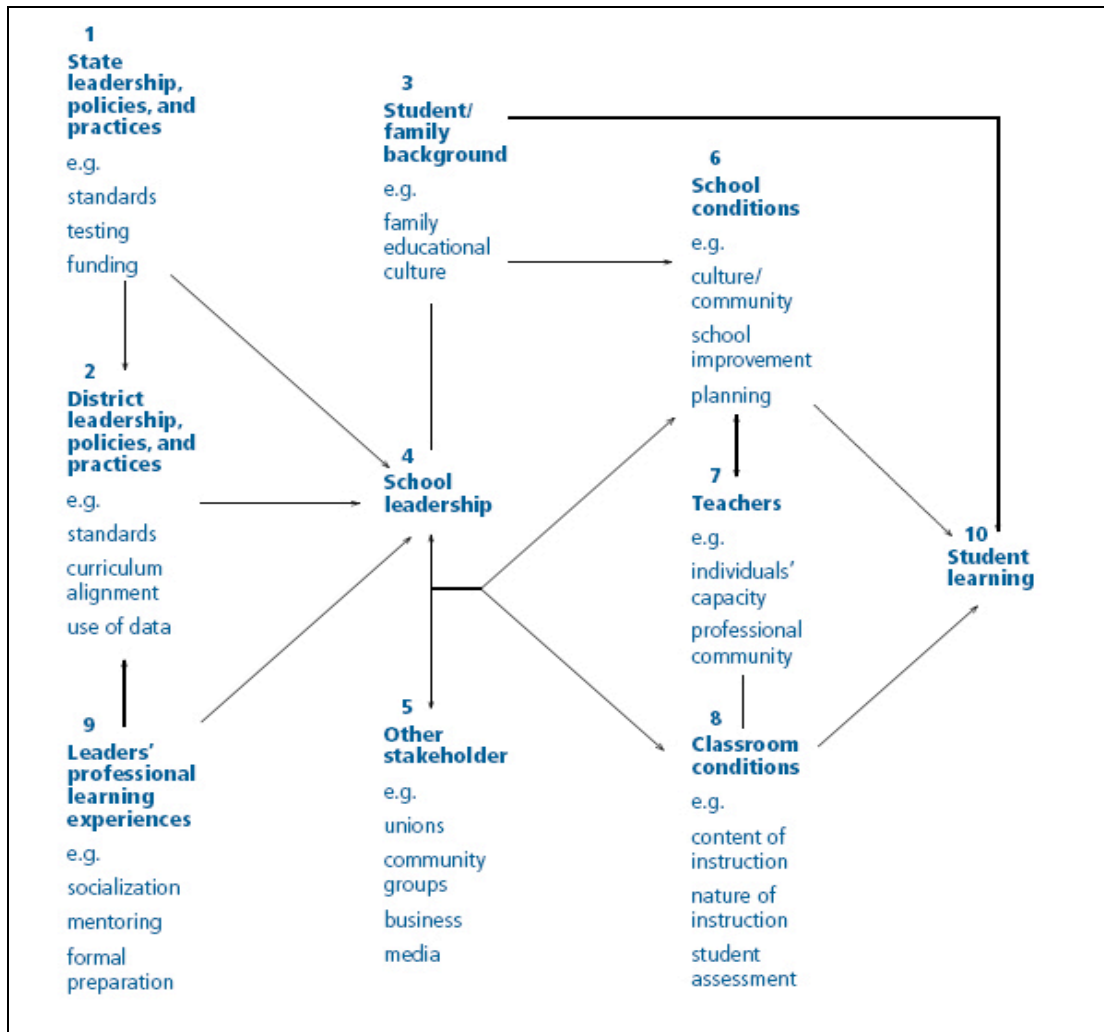 1
State
leadership,
policies, and
practices
e.g.
standards
testing
funding
2
District
leadership,
policies, and
practices
e.g.
standards
curriculum
alignment
use of data
9
Leaders’
professional
learning
experiences
e.g.
socialization
mentoring
formal
preparation
3
Student/
family
background
e.g.
family
educational
culture
4
School
leadership
5
Other
stakeholder
e.g.
unions
community
groups
business
media
6
School
conditions
e.g.
culture/
community
school
improvement
planning
7
Teachers
e.g.
individuals’
capacity
professional
community
8
Classroom
conditions
e.g.
content of
instruction
nature of
instruction
student
assessment
10
Student
learning